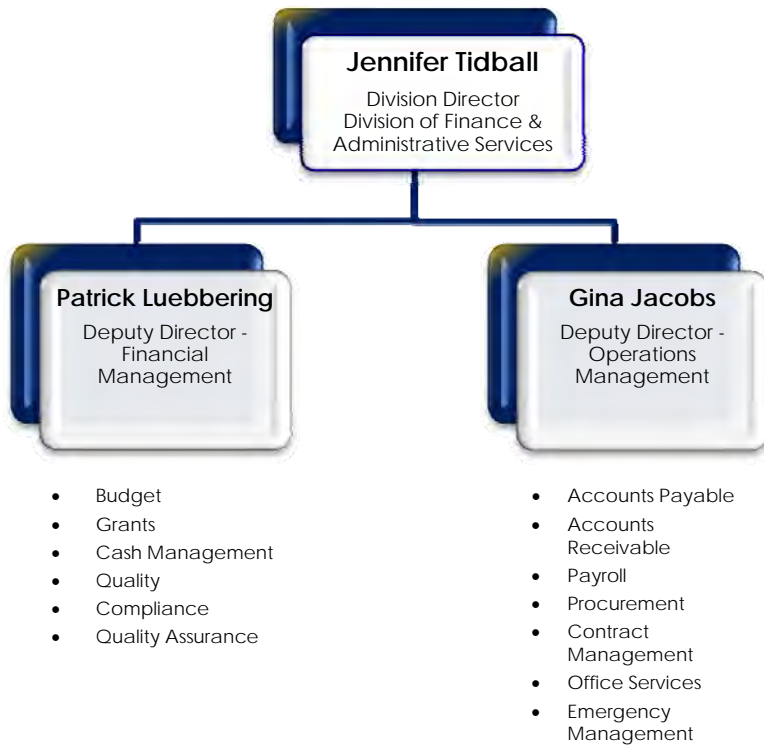 Jennifer Tidball
Division Director
Division of Finance &
Administrative Services
Patrick Luebbering
Deputy Director -
Financial
Management
Gina Jacobs
Deputy Director -
Operations
Management
• Budget
• Grants
• Cash Management
• Quality
• Compliance
• Quality Assurance
• Accounts Payable
• Accounts
Receivable
• Payroll
• Procurement
• Contract
Management
• Office Services
• Emergency
Management